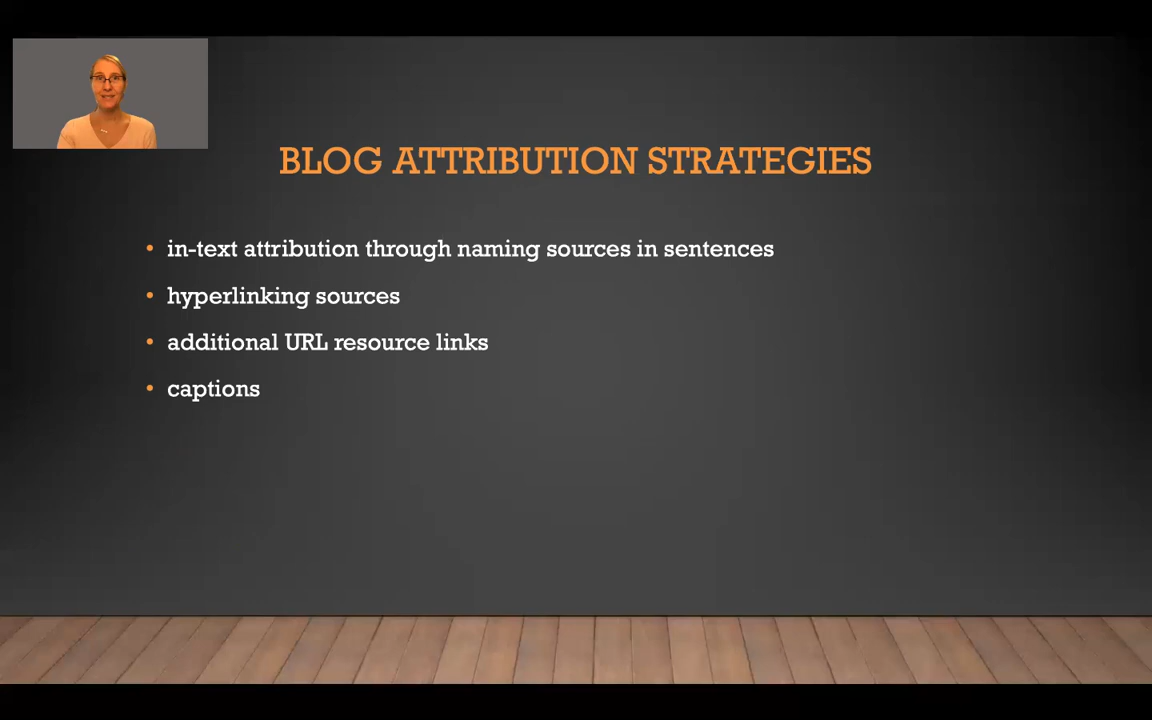 BLOG ATTRIBUTION STRATEGIES
• in-text attribution through naming sources in sentences
• hyperlinking sources
• additional URL resource links
• captions